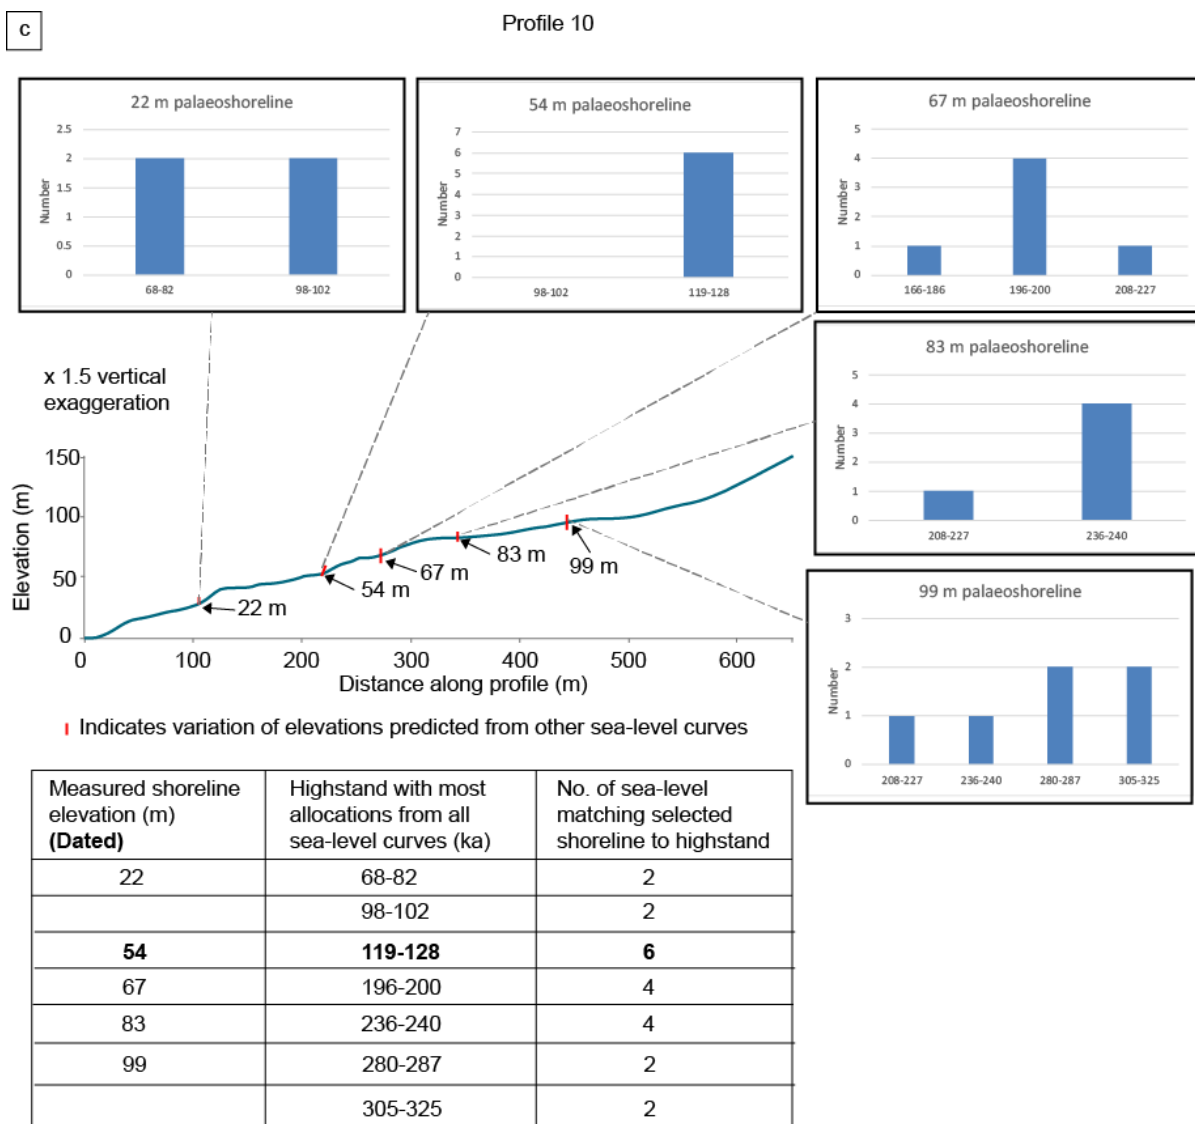 c
Profile 10
22 m palaeoshoreline
2.5
2
1.5
1
0.5
0
Number
68-82 98-102
54 m palaeoshoreline
7
6
5
4
3
2
1
0
Number
98-102 119-128
67 m palaeoshoreline
5
4
3
2
1
0
Number
166-186 196-200 208-227
83 m palaeoshoreline
5
4
3
2
1
0
Number
208-227 236-240
99 m palaeoshoreline
3
2
1
0
Number
208-227 236-240 280-287 305-325
x 1.5 vertical
exaggeration
150
100
50
0
Elevation (m)
22 m
54 m
67 m
83 m
99 m
0 100 200 300 400 500 600
Distance along profile (m)
Indicates variation of elevations predicted from other sea-level curves
Measured shoreline
elevation (m)
(Dated)
Highstand with most
allocations from all
sea-level curves (ka)
No. of sea-level
matching selected
shoreline to highstand
22 68-82 2
98-102 2
54 119-128 6
67 196-200 4
83 236-240 4
99 280-287 2
305-325 2